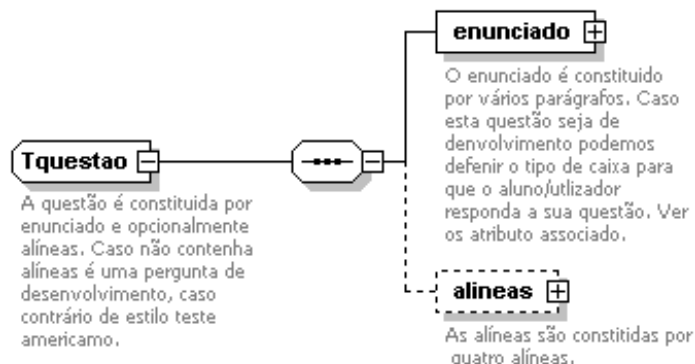 enunciado
O enunciado é constituido
por vários parágrafos. Caso
esta questão seja de
denvolvimento podemos
defenir o tipo de caixa para
que o aluno/utlizador
responda a sua questão. Ver
os atributo associado.
Tquestao
A questão é constituida por
enunciado e opcionalmente
alíneas. Caso não contenha
alíneas é uma pergunta de
desenvolvimento, caso
contrário de estilo teste
americamo.
alineas
As alíneas são constitidas por
quatro alíneas.